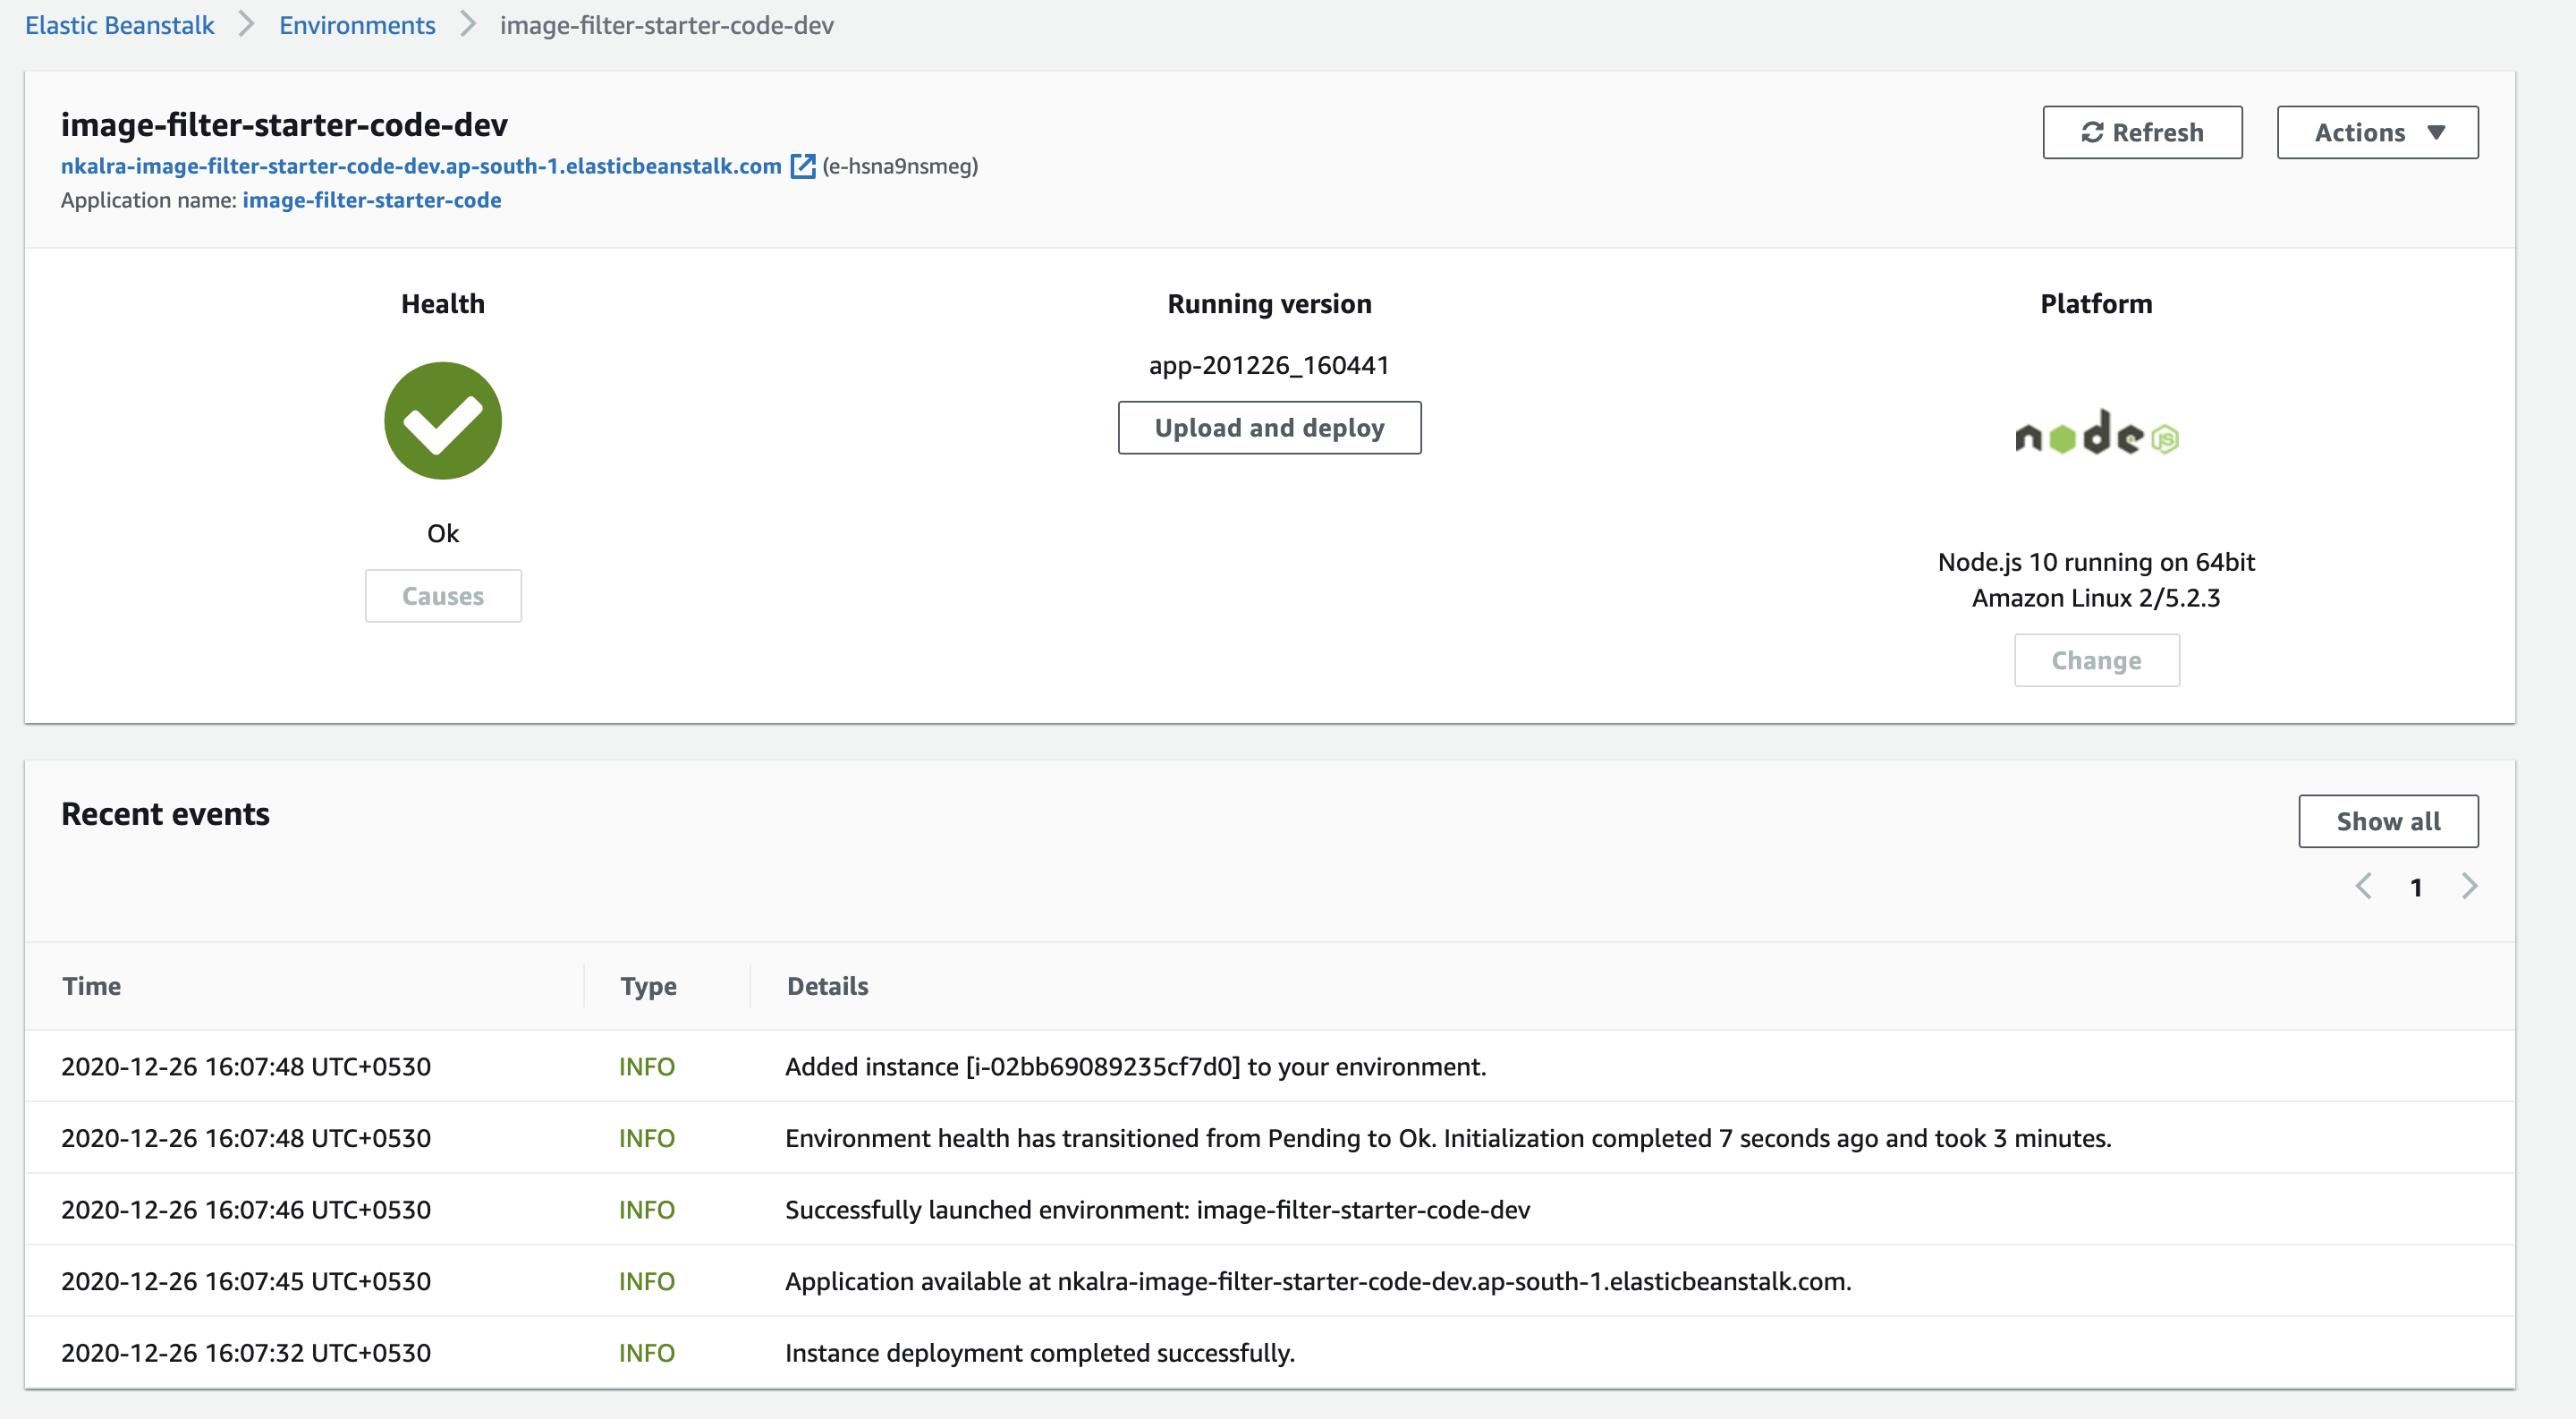 Elastic Beanstalk > Environments > image-filter-starter-code-dev
image-filter-starter-code-dev
Refresh
Actions
nkalra-image-filter-starter-code-dev.ap-south-1.elasticbeanstalk.com (e-hsna9nsmeg)
Application name: image-filter-starter-code
Health
Ok
Causes
Running version
app-201226_160441
Upload and deploy
Platform
node JS
Node.js 10 running on 64bit
Amazon Linux 2/5.2.3
Change
Recent events
Show all
1
Time Type Details
2020-12-26 16:07:48 UTC+0530 INFO Added instance [i-02bb69089235cf7d0] to your environment.
2020-12-26 16:07:48 UTC+0530 INFO Environment health has transitioned from Pending to Ok. Initialization completed 7 seconds ago and took 3 minutes.
2020-12-26 16:07:46 UTC+0530 INFO Successfully launched environment: image-filter-starter-code-dev
2020-12-26 16:07:45 UTC+0530 INFO Application available at nkalra-image-filter-starter-code-dev.ap-south-1.elasticbeanstalk.com.
2020-12-26 16:07:32 UTC+0530 INFO Instance deployment completed successfully.